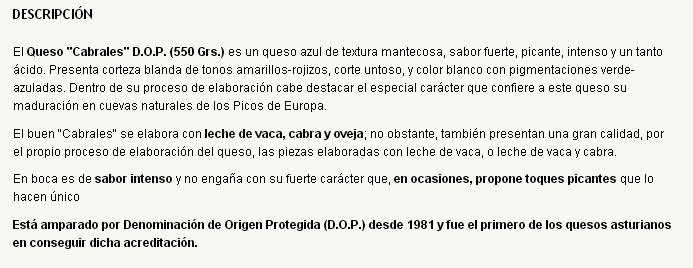 DESCRIPCIÓN
El Queso "Cabrales" D.O.P. (550 Grs.) es un queso azul de textura mantecosa, sabor fuerte, picante, intenso y un tanto
ácido. Presenta corteza blanda de tonos amarillos-rojizos, corte untoso, y color blanco con pigmentaciones verde-
azuladas. Dentro de su proceso de elaboración cabe destacar el especial carácter que confiere a este queso su
maduración en cuevas naturales de los Picos de Europa.
El buen "Cabrales" se elabora con leche de vaca, cabra y oveja; no obstante, también presentan una gran calidad, por
el propio proceso de elaboración del queso, las piezas elaboradas con leche de vaca, o leche de vaca y cabra.
En boca es de sabor intenso y no engaña con su fuerte carácter que, en ocasiones, propone toques picantes que lo
hacen único
Está amparado por Denominación de Origen Protegida (D.O.P.) desde 1981 y fue el primero de los quesos asturianos
en conseguir dicha acreditación.